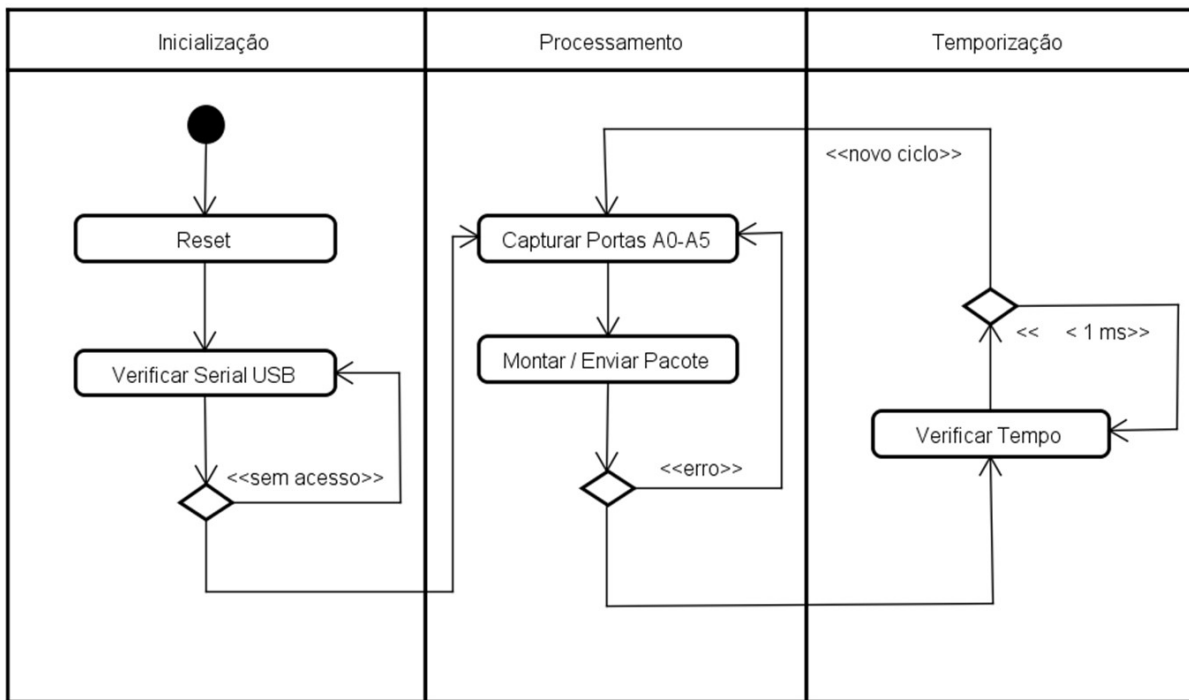 Inicialização
Processamento
Temporização
Reset
Verificar Serial USB
<<sem acesso>>
Capturar Portas A0-A5
Montar / Enviar Pacote
<<erro>>
<<novo ciclo>>
<< < 1 ms>>
Verificar Tempo